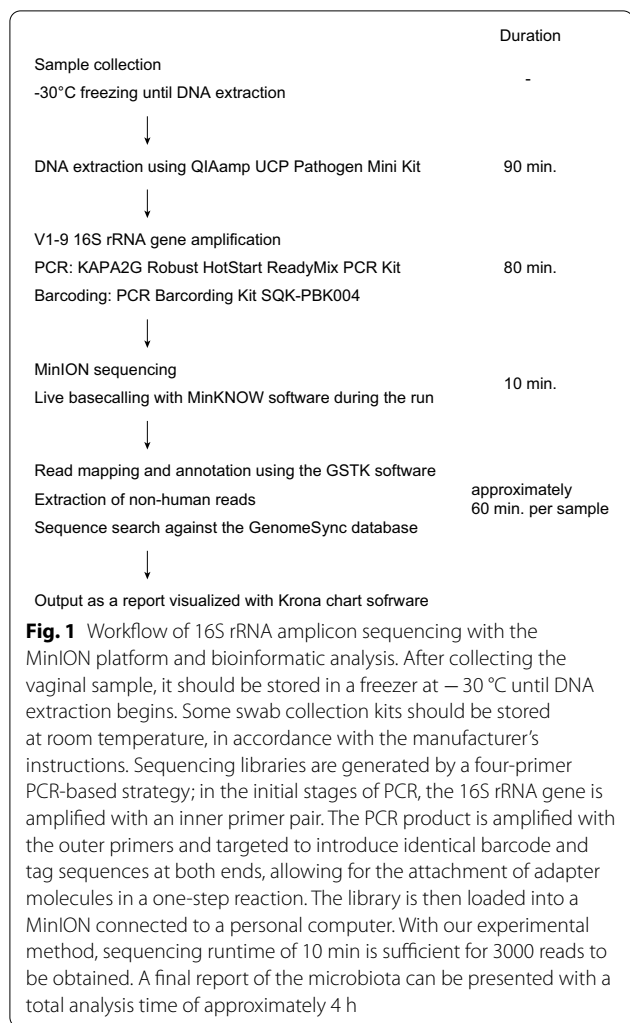 Duration
Sample collection
-30°C freezing until DNA extraction
-
DNA extraction using QIAamp UCP Pathogen Mini Kit 90 min.
V1-9 16S rRNA gene amplification
PCR: KAPA2G Robust HotStart ReadyMix PCR Kit 80 min.
Barcoding: PCR Barcording Kit SQK-PBK004
MinION sequencing
10 min.
Live basecalling with MinKNOW software during the run
Read mapping and annotation using the GSTK software
Extraction of non-human reads
Sequence search against the GenomeSync database
approximately
60 min. per sample
Output as a report visualized with Krona chart sofrware
Fig. 1 Workflow of 16S rRNA amplicon sequencing with the
MinION platform and bioinformatic analysis. After collecting the
vaginal sample, it should be stored in a freezer at − 30 °C until DNA
extraction begins. Some swab collection kits should be stored
at room temperature, in accordance with the manufacturer's
instructions. Sequencing libraries are generated by a four-primer
PCR-based strategy; in the initial stages of PCR, the 16S rRNA gene is
amplified with an inner primer pair. The PCR product is amplified with
the outer primers and targeted to introduce identical barcode and
tag sequences at both ends, allowing for the attachment of adapter
molecules in a one-step reaction. The library is then loaded into a
MinION connected to a personal computer. With our experimental
method, sequencing runtime of 10 min is sufficient for 3000 reads to
be obtained. A final report of the microbiota can be presented with a
total analysis time of approximately 4 h